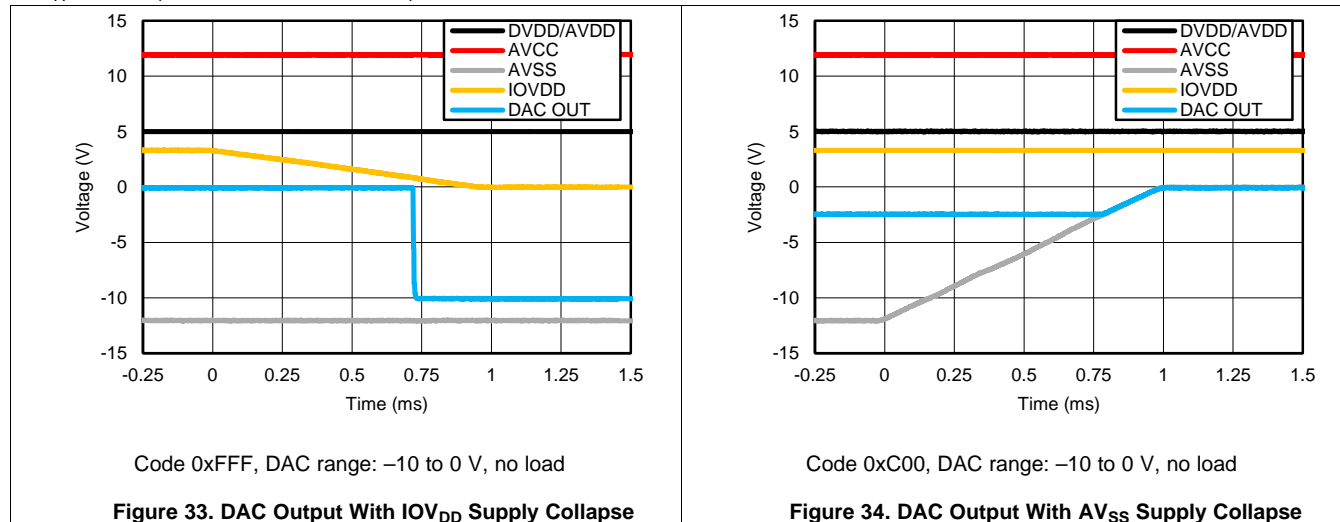 15
10
5
0
-5
-10
-15
Voltage (V)
DVDD/AVDD
AVCC
AVSS
IOVDD
DAC OUT
-0.25 0 0.25 0.5 0.75 1 1.25 1.5
Time (ms)
Code 0xFFF, DAC range: –10 to 0 V, no load
Figure 33. DAC Output With IOVDD Supply Collapse
15
10
5
0
-5
-10
-15
Voltage (V)
DVDD/AVDD
AVCC
AVSS
IOVDD
DAC OUT
-0.25 0 0.25 0.5 0.75 1 1.25 1.5
Time (ms)
Code 0xC00, DAC range: –10 to 0 V, no load
Figure 34. DAC Output With AVSS Supply Collapse